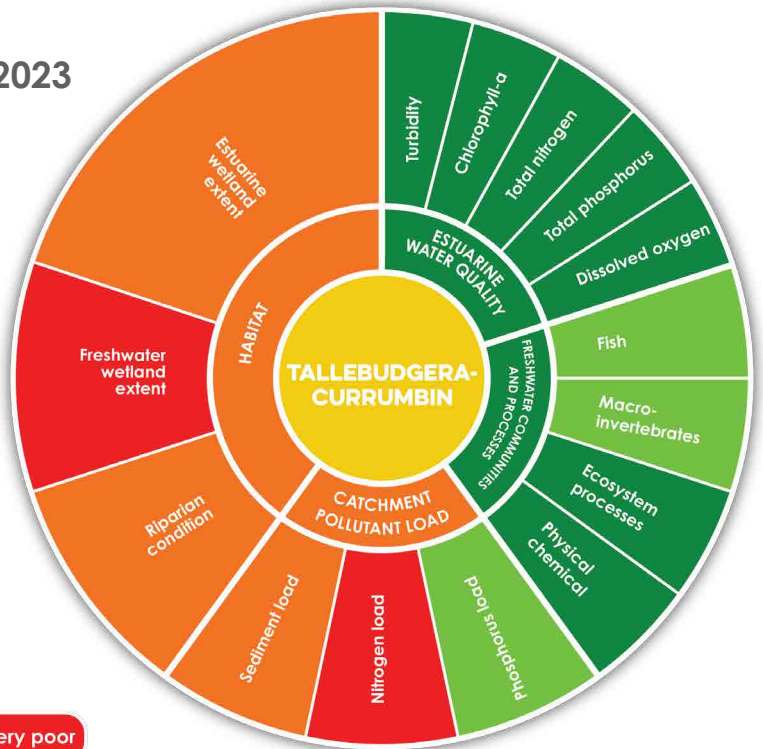 2023
Turbidity
Chlorophyll-a
Total nitrogen
Total phosphorus
Dissolved oxygen
ESTUARINE
WATER QUALITY
Fish
Macro-
invertebrates
Ecosystem
processes
Physical
chemical
FRESHWATER COMMUNITIES
AND PROCESSES
Phosphorus load
Nitrogen load
Sediment load
CATCHMENT
POLLUTANT LOAD
Riparian
condition
Freshwater
wetland
extent
Estuarine
wetland
extent
HABITAT
TALLEBUDGERA-
CURRUMBIN
poor